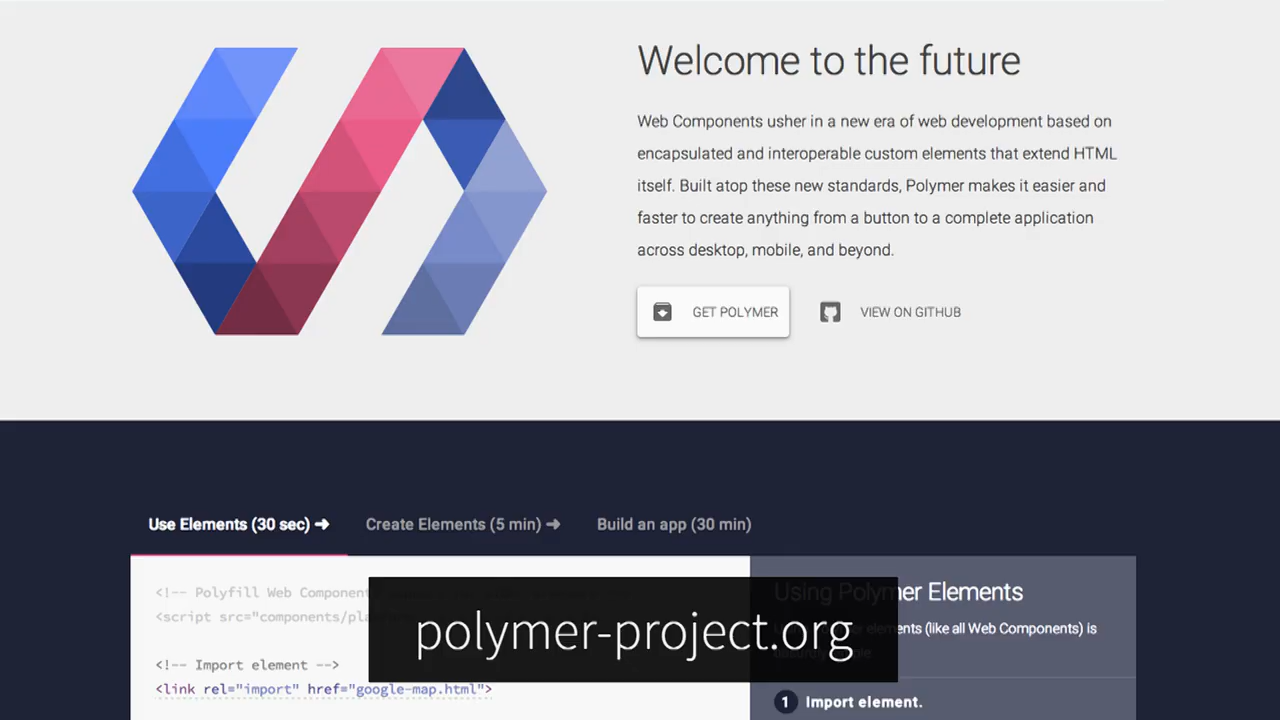 Welcome to the future
Web Components usher in a new era of web development based on
encapsulated and interoperable custom elements that extend HTML
itself. Built atop these new standards, Polymer makes it easier and
faster to create anything from a button to a complete application
across desktop, mobile, and beyond.
GET POLYMER
VIEW ON GITHUB
Use Elements (30 sec) ➜
Create Elements (5 min) ➜
Build an app (30 min)
<!-- Polyfill Web Components
<script src="components/pla
<!-- Import element -->
<link rel="import" href="google-map.html">
Using Polymer Elements
elements (like all Web Components) is
polymer-project.org
1 Import element.